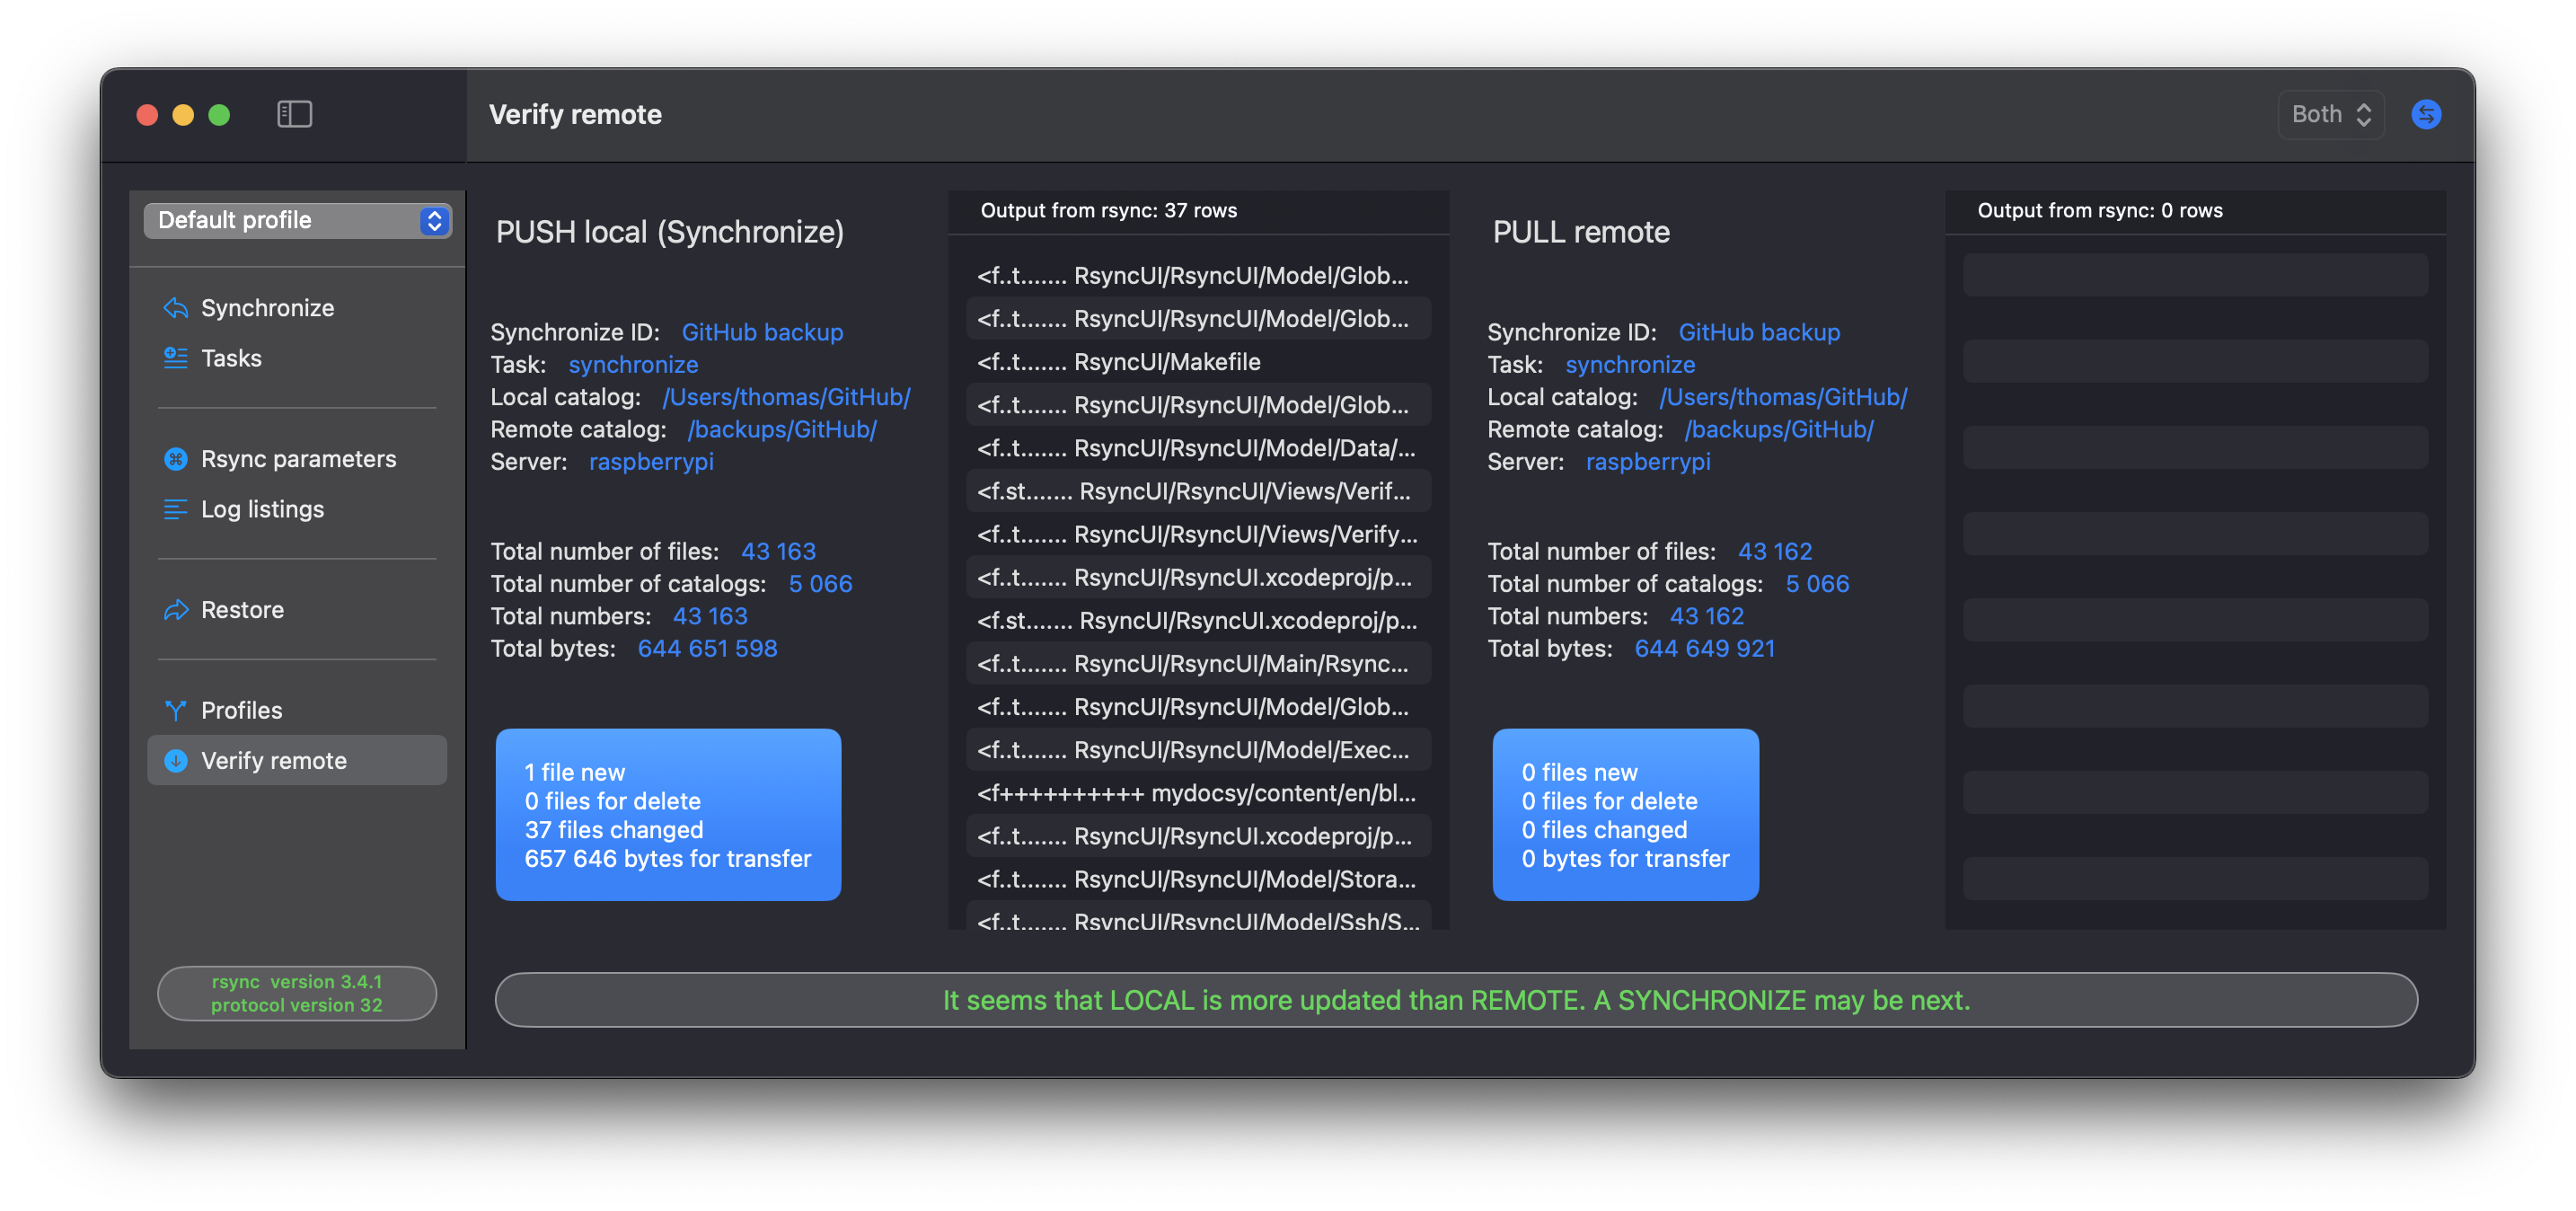 Verify remote
Both
Default profile
Synchronize
Tasks
Rsync parameters
Log listings
Restore
Profiles
Verify remote
rsync  version 3.4.1
protocol version 32
PUSH local (Synchronize)
Synchronize ID: GitHub backup
Task: synchronize
Local catalog: /Users/thomas/GitHub/
Remote catalog: /backups/GitHub/
Server: raspberrypi
Total number of files: 43 163
Total number of catalogs: 5 066
Total numbers: 43 163
Total bytes: 644 651 598
1 file new
0 files for delete
37 files changed
657 646 bytes for transfer
Output from rsync: 37 rows
<f..t....... RsyncUI/RsyncUI/Model/Glob...
<f..t....... RsyncUI/RsyncUI/Model/Glob...
<f..t....... RsyncUI/Makefile
<f..t....... RsyncUI/RsyncUI/Model/Glob...
<f..t....... RsyncUI/RsyncUI/Model/Data/...
<f.st....... RsyncUI/RsyncUI/Views/Verif...
<f..t....... RsyncUI/RsyncUI/Views/Verify...
<f..t....... RsyncUI/RsyncUI.xcodeproj/p...
<f.st....... RsyncUI/RsyncUI.xcodeproj/p...
<f..t....... RsyncUI/RsyncUI/Main/Rsync...
<f..t....... RsyncUI/RsyncUI/Model/Glob...
<f..t....... RsyncUI/RsyncUI/Model/Exec...
<f++++++++++ mydocsy/content/en/bl...
<f..t....... RsyncUI/RsyncUI.xcodeproj/p...
<f..t....... RsyncUI/RsyncUI/Model/Stora...
<f..t....... RsyncUI/RsyncUI/Model/Ssh/S...
PULL remote
Synchronize ID: GitHub backup
Task: synchronize
Local catalog: /Users/thomas/GitHub/
Remote catalog: /backups/GitHub/
Server: raspberrypi
Total number of files: 43 162
Total number of catalogs: 5 066
Total numbers: 43 162
Total bytes: 644 649 921
0 files new
0 files for delete
0 files changed
0 bytes for transfer
Output from rsync: 0 rows
It seems that LOCAL is more updated than REMOTE. A SYNCHRONIZE may be next.